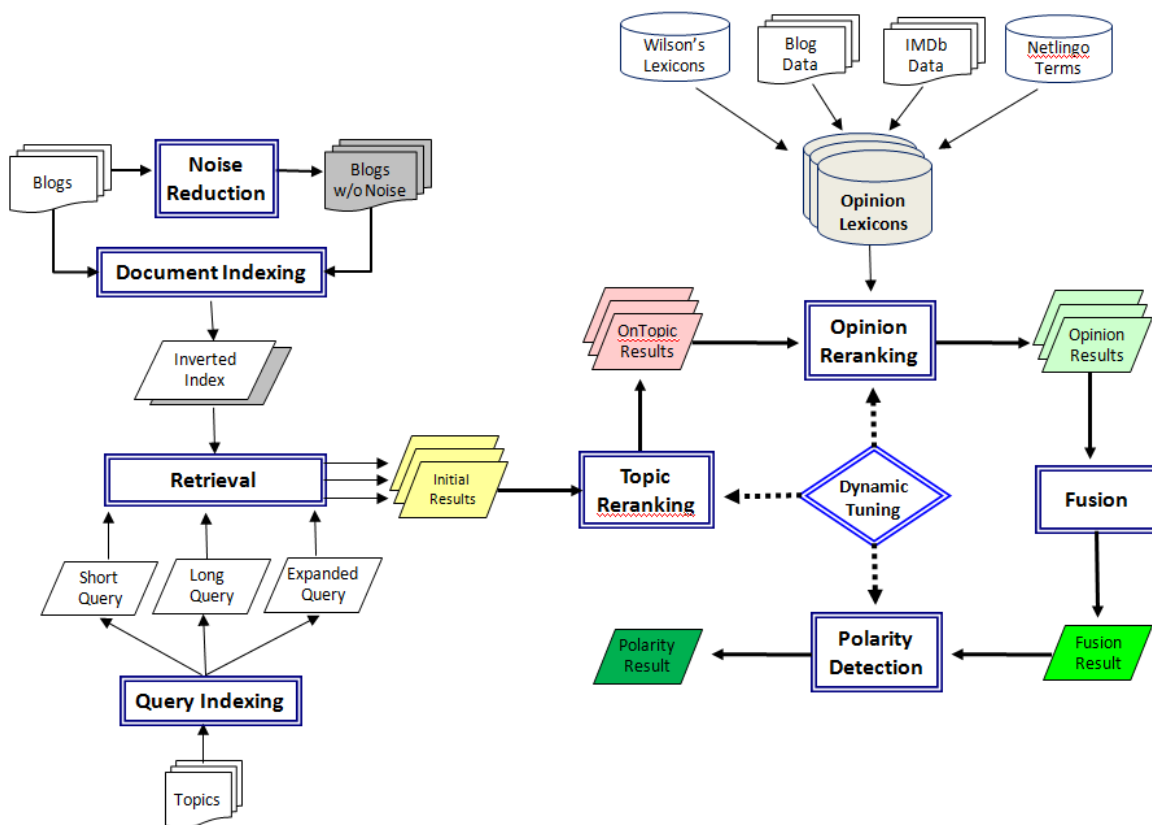 Wilson's
Lexicons
Blog
Data
IMDb
Data
Netlingo
Terms
Blogs
Noise
Reduction
Blogs
w/o Noise
Opinion
Lexicons
Document Indexing
Inverted
Index
OnTopic
Results
Opinion
Reranking
Opinion
Results
Retrieval
Initial
Results
Topic
Reranking
Dynamic
Tuning
Fusion
Short
Query
Long
Query
Expanded
Query
Polarity
Result
Polarity
Detection
Fusion
Result
Query Indexing
Topics